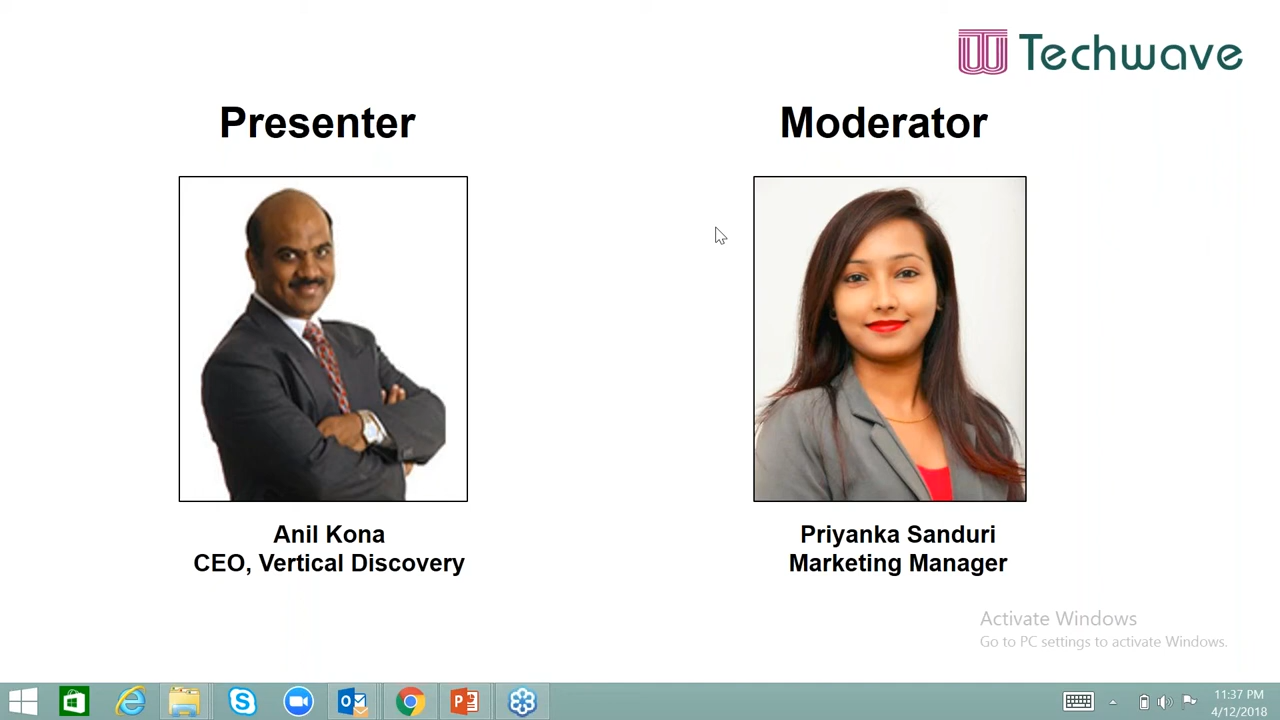 Techwave
Presenter
Moderator
Anil Kona
CEO, Vertical Discovery
Priyanka Sanduri
Marketing Manager
Activate Windows
Go to PC settings to activate Windows.
11:37 PM
4/12/2018